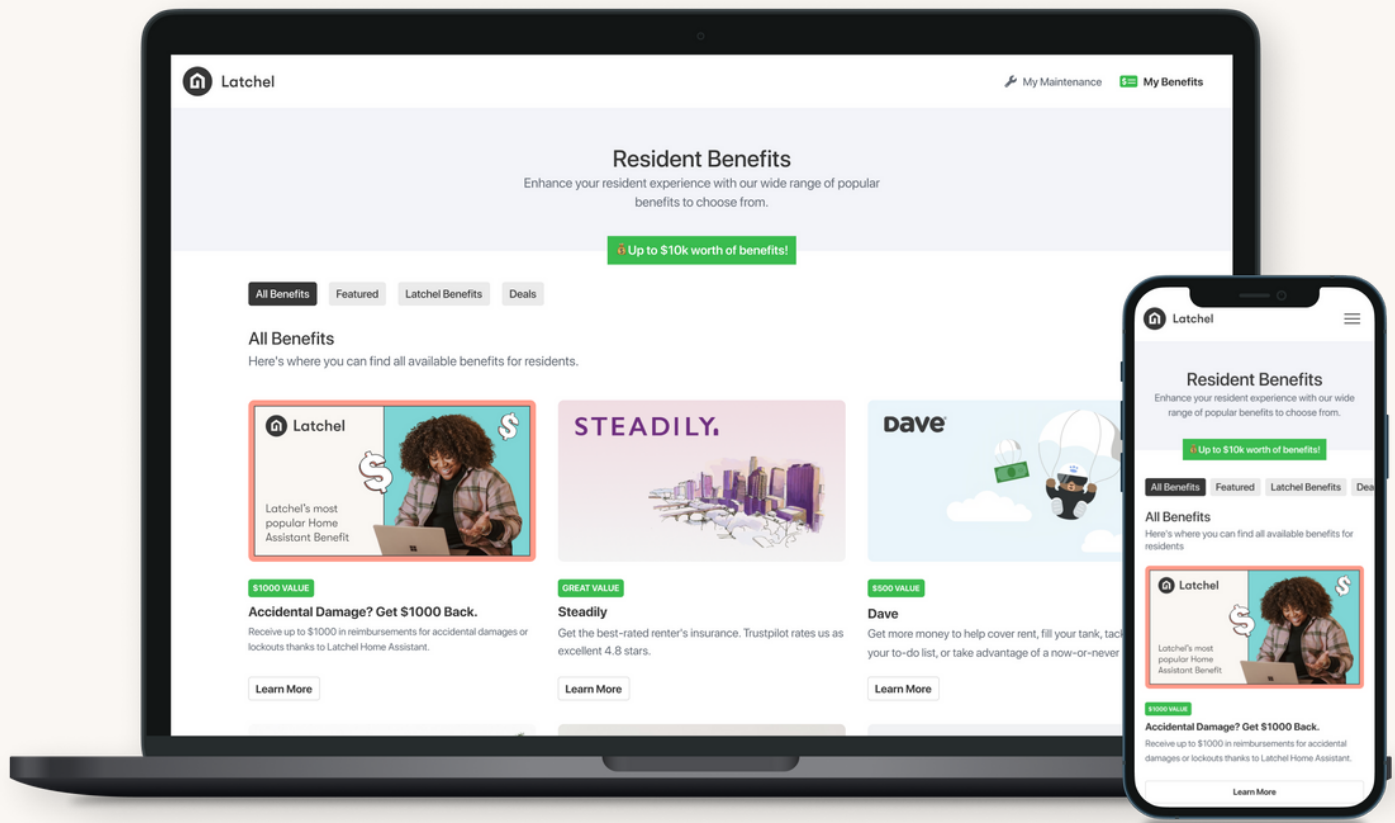 Latchel
My Maintenance
My Benefits
Resident Benefits
Enhance your resident experience with our wide range of popular
benefits to choose from.
Up to $10k worth of benefits!
All Benefits
Featured
Latchel Benefits
Deals
All Benefits
Here's where you can find all available benefits for residents.
Latchel
Latchel's most
popular Home
Assistant Benefit
$1000 VALUE
Accidental Damage? Get $1000 Back.
Receive up to $1000 in reimbursements for accidental damages or
lockouts thanks to Latchel Home Assistant.
Learn More
STEADILY.
GREAT VALUE
Steadily
Get the best-rated renter's insurance. Trustpilot rates us as
excellent 4.8 stars.
Learn More
Dave
$500 VALUE
Dave
Get more money to help cover rent, fill your tank,
your to-do list, or take advantage of a now-or-never
Learn More
Latchel
Resident Benefits
Enhance your resident experience with our wide
range of popular benefits to choose from.
Up to $10k worth of benefits!
All Benefits
Featured
Latchel Benefits
All Benefits
Here's where you can find all available benefits for
residents
Latchel
Latchel's most
popular Home
Assistant Benefit
$1000 VALUE
Accidental Damage? Get $1000 Back.
Receive up to $1000 in reimbursements for accidental
damages or lockouts thanks to Latchel Home Assistant.
Learn More